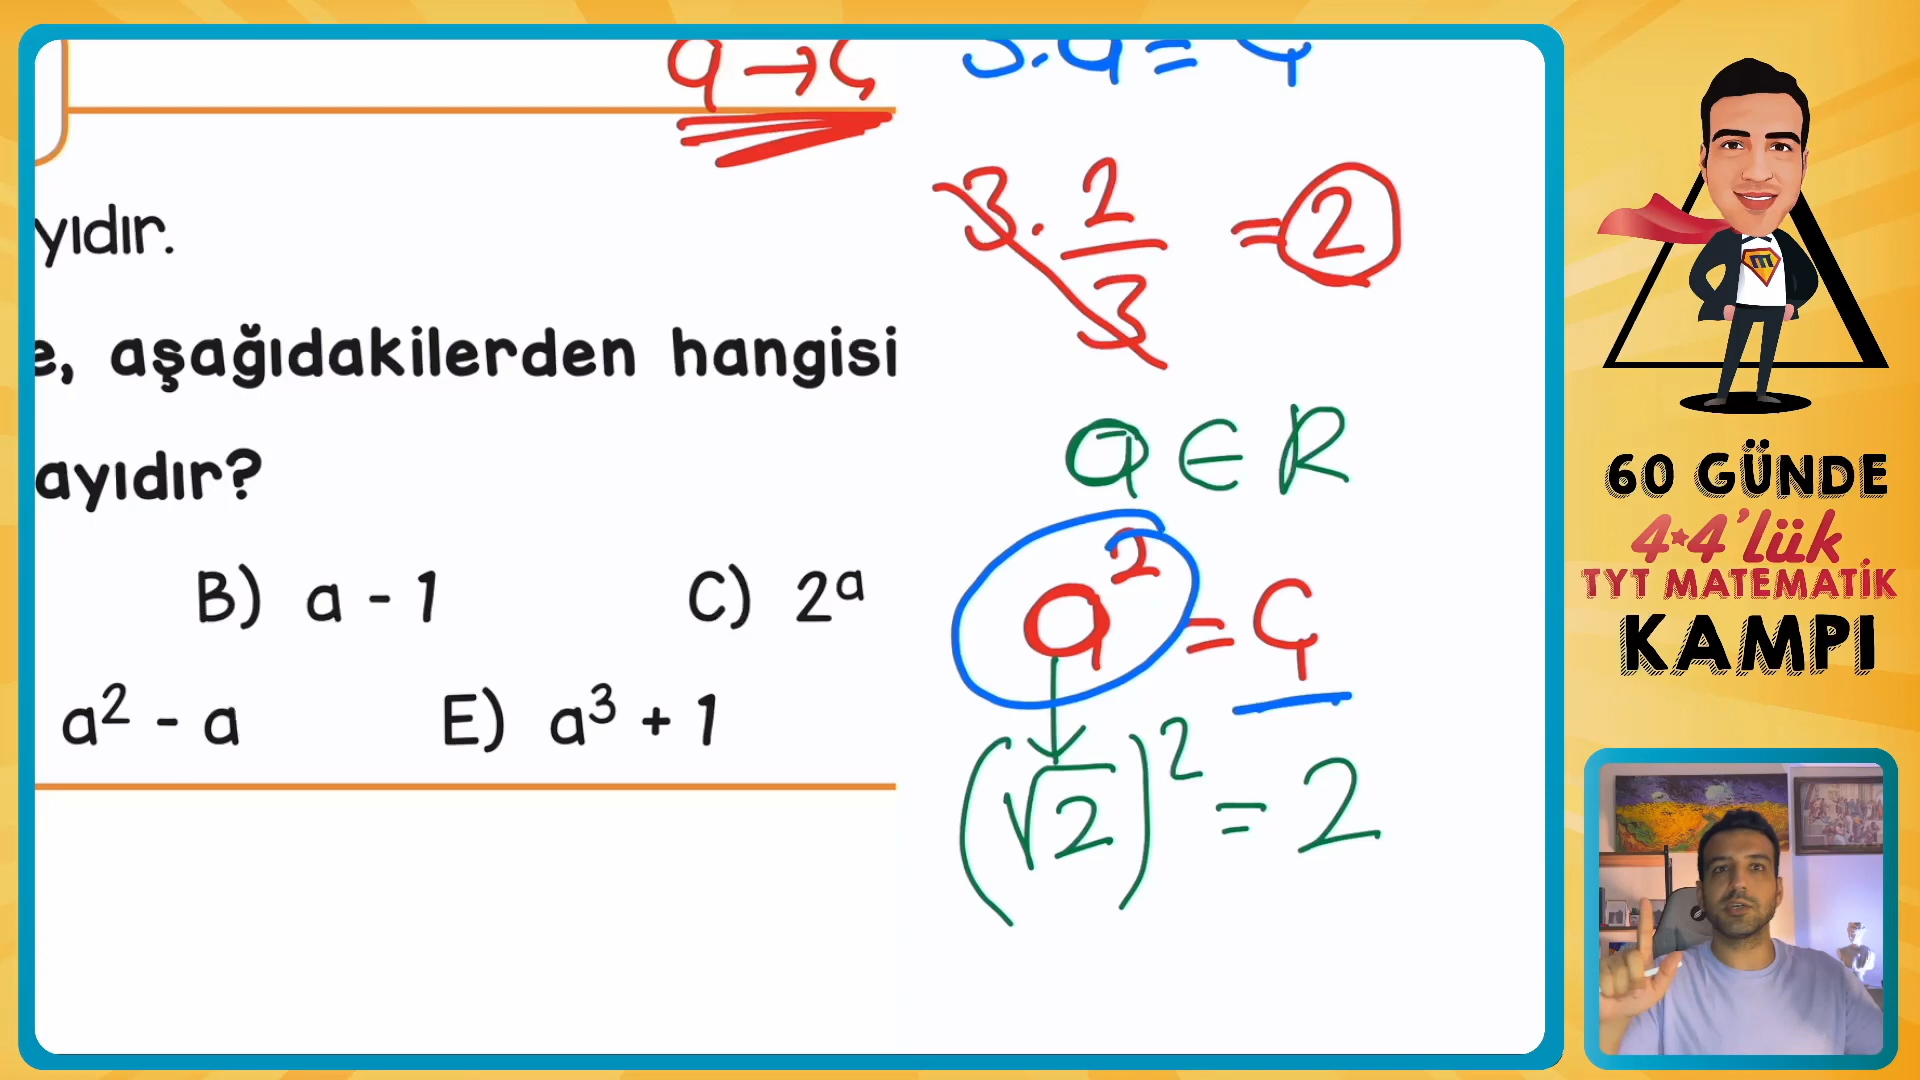 a → Ç
3.a = Ç
yıdır.
e, aşağıdakilerden hangisi
ayıdır?
B) a - 1 C) 2ᵃ
a² - a E) a³ + 1
3 . 2/3 = 2
a ∈ R
a² = Ç
(√2)² = 2
m
60 GÜNDE
4★4'lük
TYT MATEMATİK
KAMPI